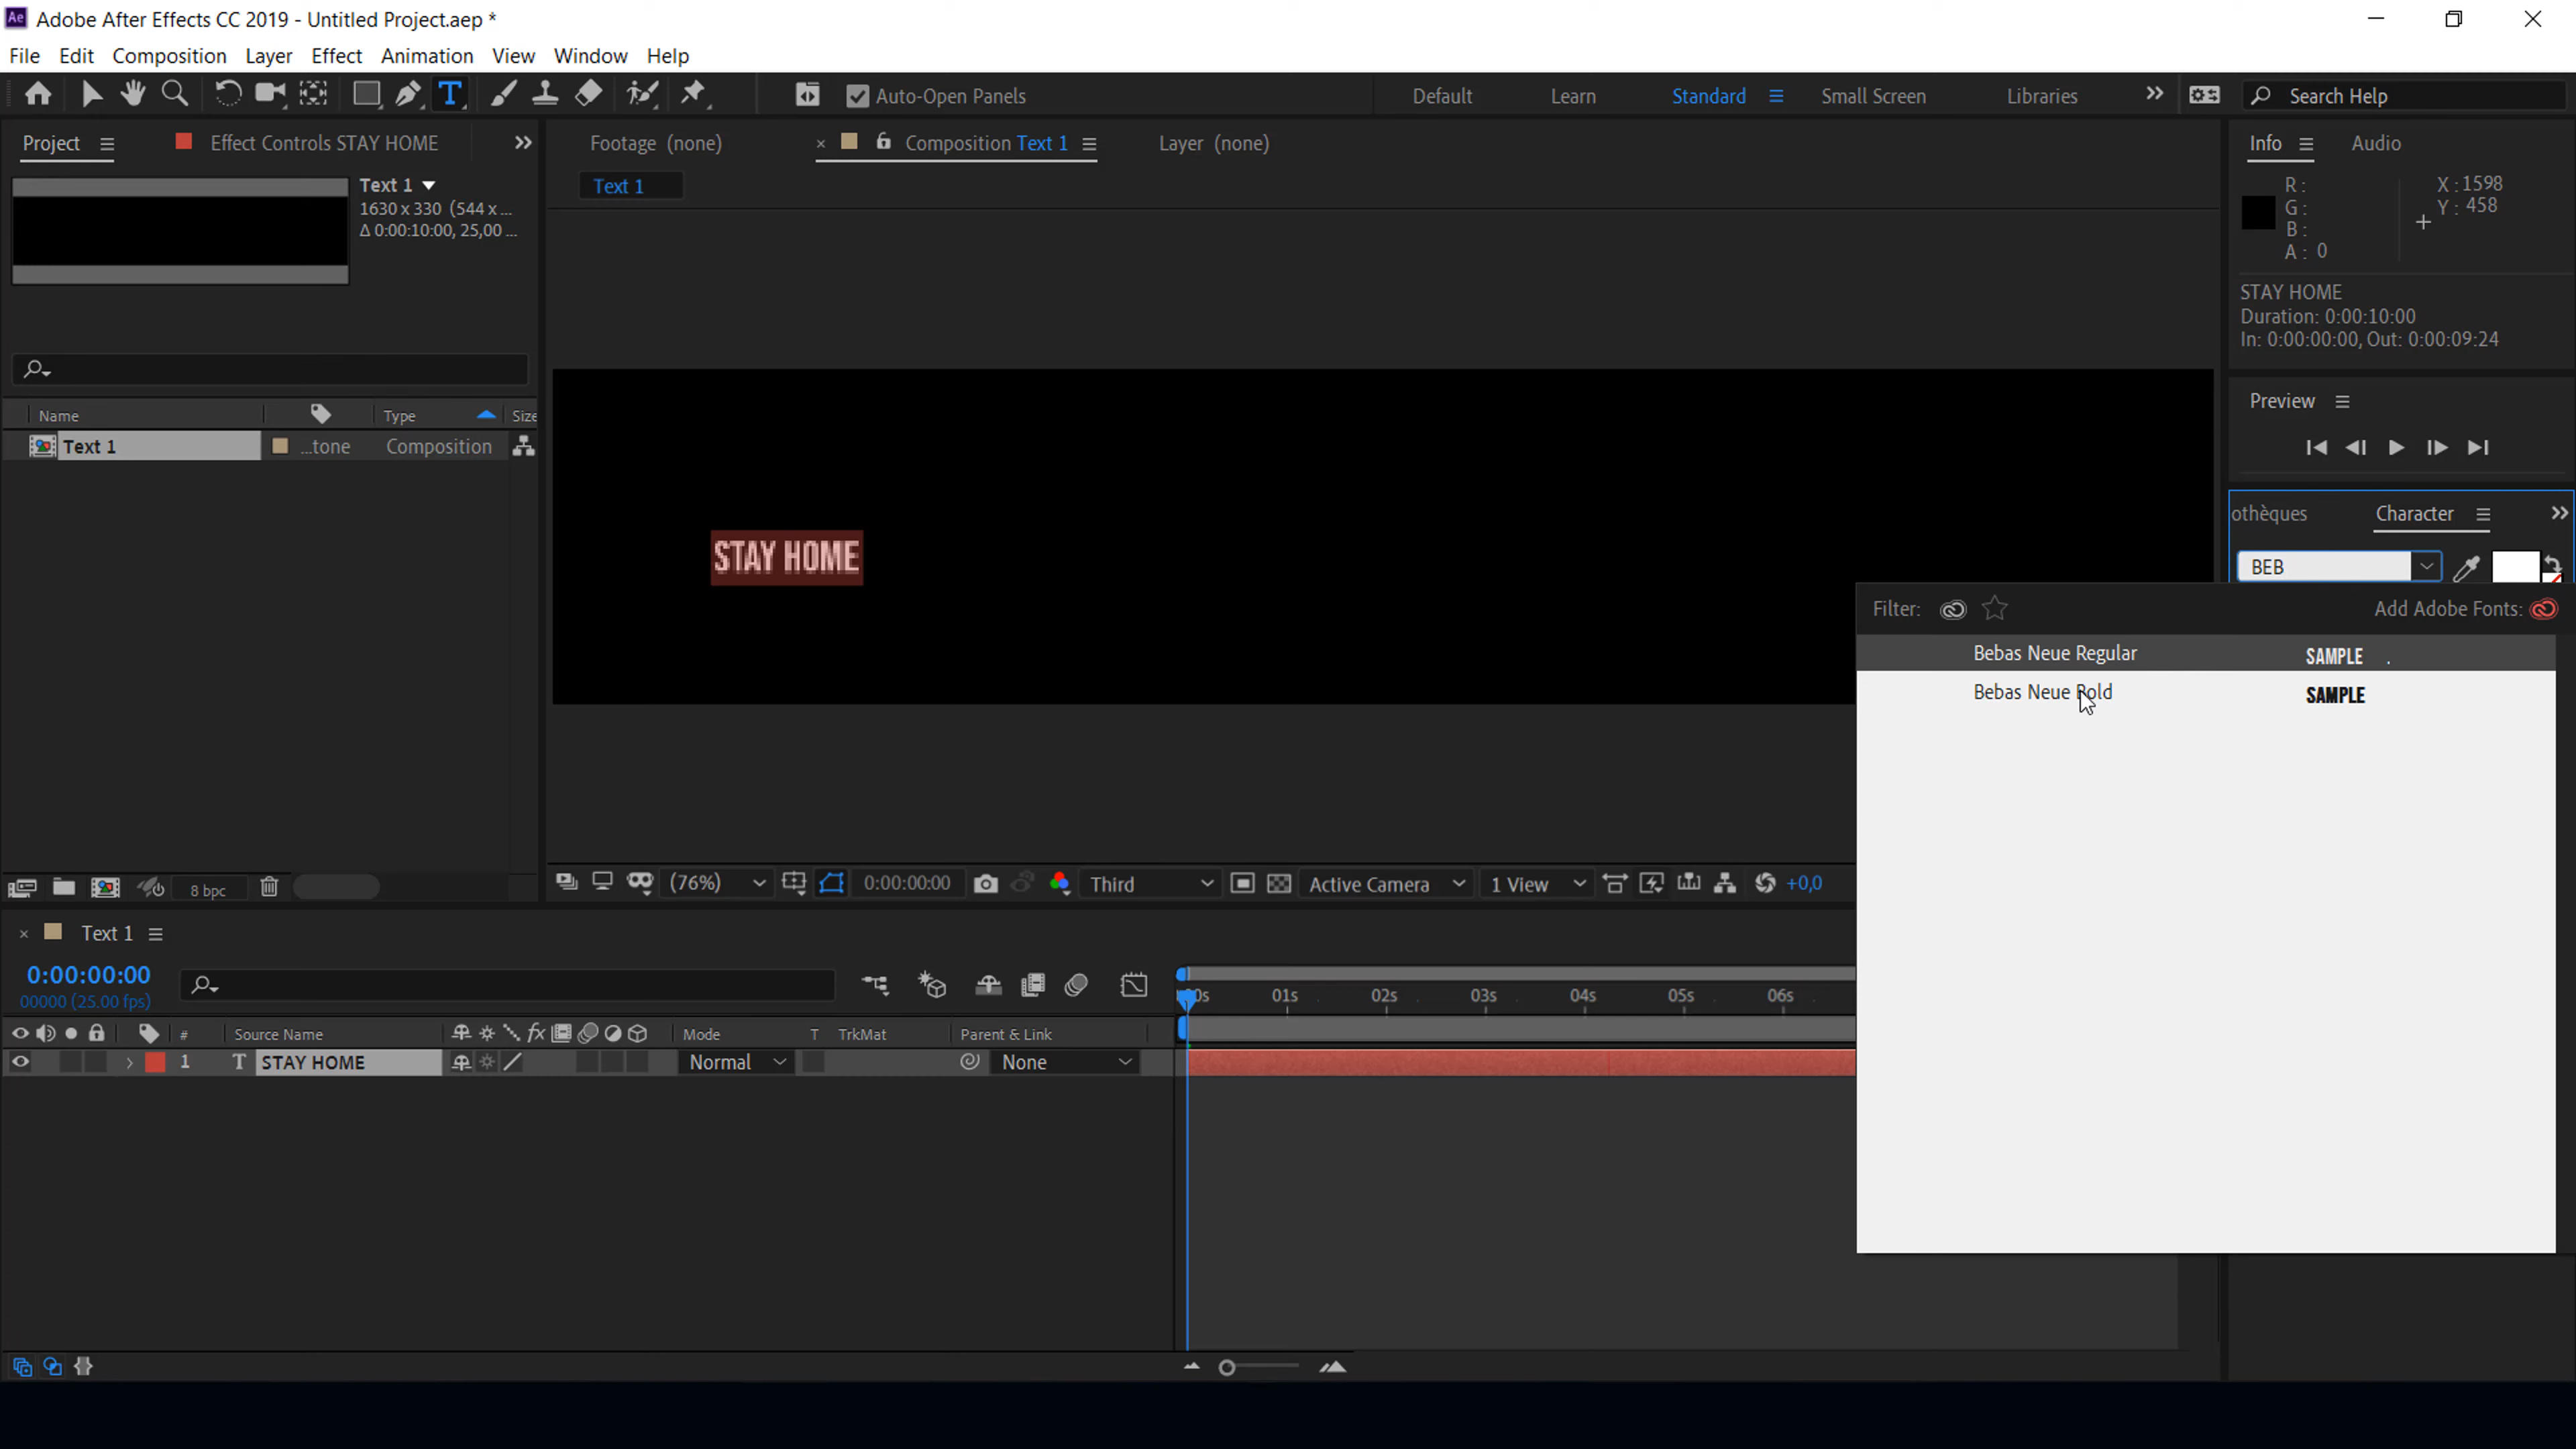 Adobe After Effects CC 2019 - Untitled Project.aep *
File Edit Composition Layer Effect Animation View Window Help
Auto-Open Panels Default Learn Standard Small Screen Libraries Search Help
Project Effect Controls STAY HOME
Text 1
1630 x 330 (544 x ...
Δ 0:00:10:00, 25,00 ...
Name Type Size
Text 1 ...tone Composition
8 bpc
Footage (none) × Composition Text 1 Layer (none)
Text 1
STAY HOME
(76%) 0:00:00:00 Third Active Camera 1 View +0,0
Info Audio
R :
G :
B :
A : 0
X : 1598
Y : 458
STAY HOME
Duration: 0:00:10:00
In: 0:00:00:00, Out: 0:00:09:24
Preview
othèques Character
BEB
Filter: Add Adobe Fonts:
Bebas Neue Regular SAMPLE .
Bebas Neue Bold SAMPLE
× Text 1
0:00:00:00
00000 (25.00 fps)
00s 01s 02s 03s 04s 05s 06s
# Source Name fx Mode T TrkMat Parent & Link
1 T STAY HOME Normal None